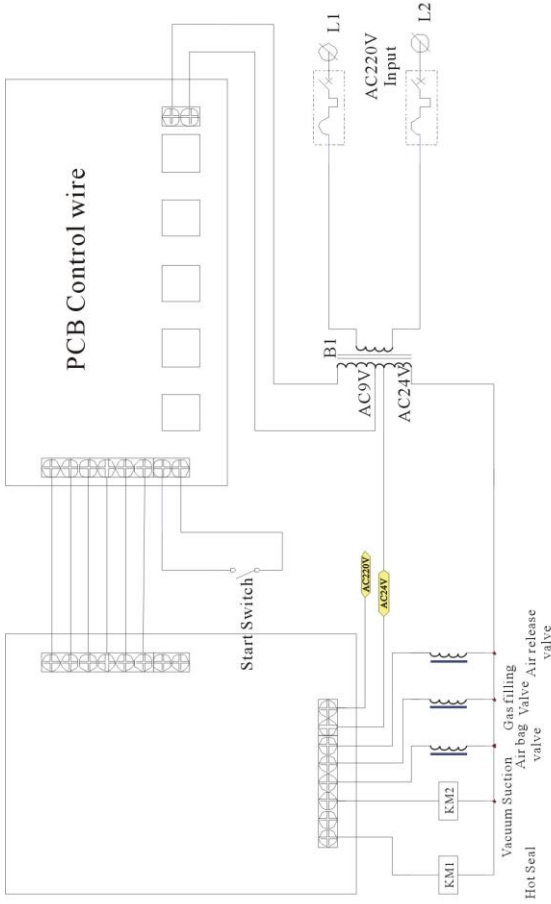 PCB Control wire
L1
AC220V
Input
L2
B1
AC9V
AC24V
Start Switch
AC220V
AC24V
KM1
KM2
Hot Seal
Vacuum Suction
Air bag
valve
Gas filling
Valve
Air release
valve